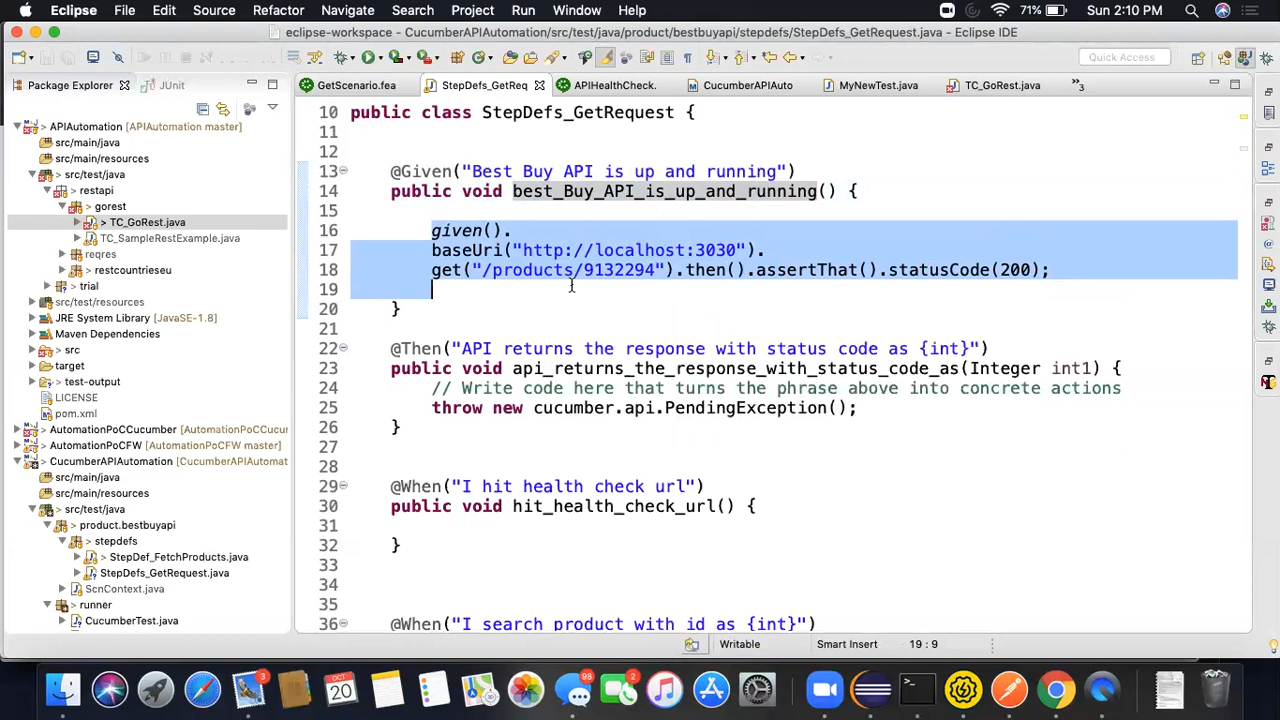 Eclipse File Edit Source Refactor Navigate Search Project Run Window Help 71% Sun 2:10 PM
eclipse-workspace - CucumberAPIAutomation/src/test/java/product/bestbuyapi/stepdefs/StepDefs_GetRequest.java - Eclipse IDE
Quick Access
Package Explorer JUnit
GetScenario.fea StepDefs_GetReq APIHealthCheck. CucumberAPIAuto MyNewTest.java TC_GoRest.java »3
APIAutomation [APIAutomation master]
src/main/java
src/main/resources
> src/test/java
> restapi
> gorest
> TC_GoRest.java
TC_SampleRestExample.java
> reqres
> restcountrieseu
> trial
src/test/resources
JRE System Library [JavaSE-1.8]
Maven Dependencies
> src
target
> test-output
LICENSE
pom.xml
AutomationPoCCucumber [AutomationPoCCucu
AutomationPoCFW [AutomationPoCFW master]
CucumberAPIAutomation [CucumberAPIAutomat
src/main/java
src/main/resources
> src/test/java
> product.bestbuyapi
> stepdefs
> StepDef_FetchProducts.java
StepDefs_GetRequest.java
> ScnContext.java
> runner
CucumberTest.java
10 public class StepDefs_GetRequest {
11
12
13 @Given("Best Buy API is up and running")
14 public void best_Buy_API_is_up_and_running() {
15
16 given().
17 baseUri("http://localhost:3030").
18 get("/products/9132294").then().assertThat().statusCode(200);
19
20 }
21
22 @Then("API returns the response with status code as {int}")
23 public void api_returns_the_response_with_status_code_as(Integer int1) {
24 // Write code here that turns the phrase above into concrete actions
25 throw new cucumber.api.PendingException();
26 }
27
28
29 @When("I hit health check url")
30 public void hit_health_check_url() {
31
32 }
33
34
35
36 @When("I search product with id as {int}")
Writable Smart Insert 19 : 9
3 OCT 20 98